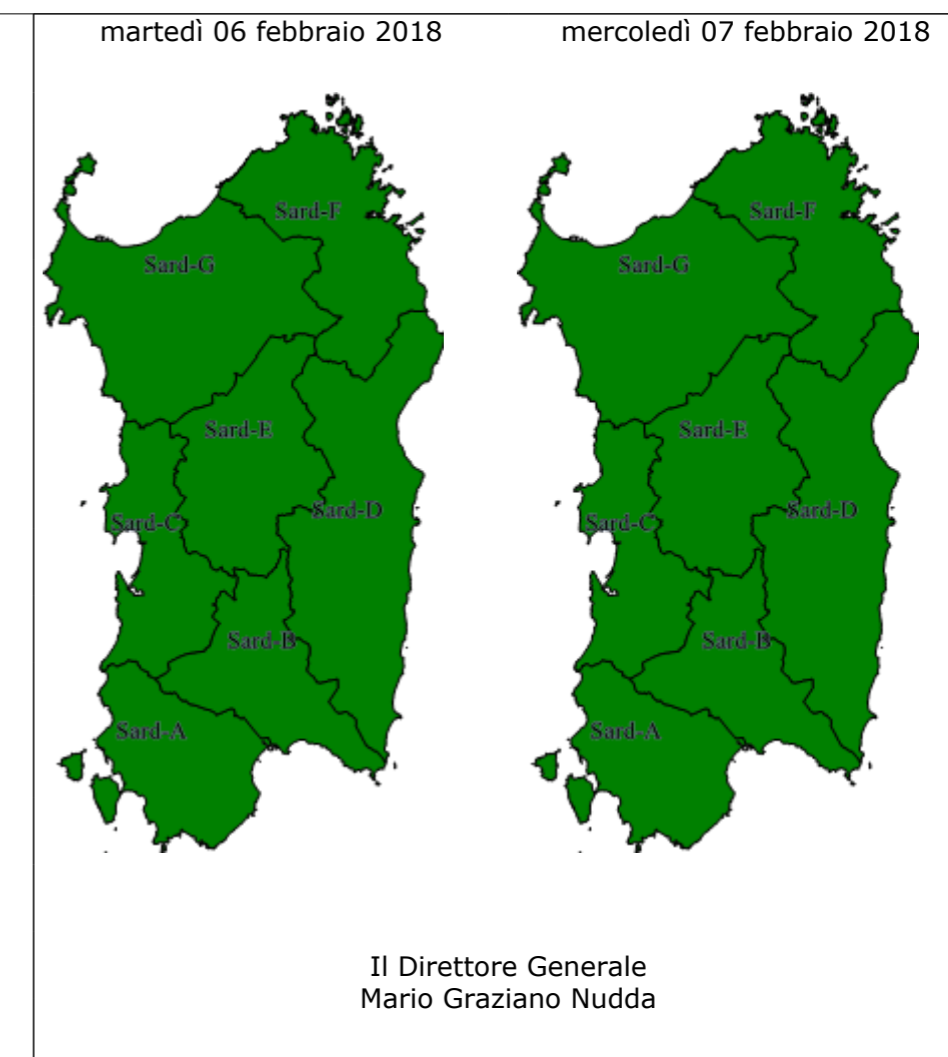 martedì 06 febbraio 2018
mercoledì 07 febbraio 2018
Sard-F
Sard-G
Sard-E
Sard-D
Sard-C
Sard-B
Sard-A
Sard-F
Sard-G
Sard-E
Sard-D
Sard-C
Sard-B
Sard-A
Il Direttore Generale
Mario Graziano Nudda